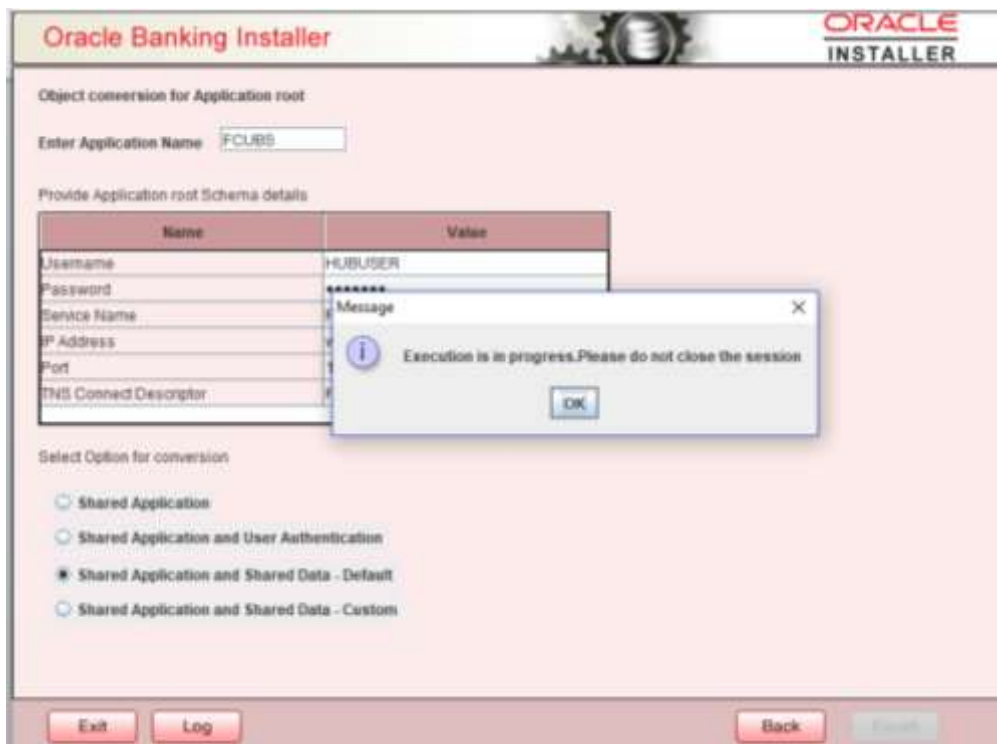 Oracle Banking Installer
ORACLE
INSTALLER
Object conversion for Application root
Enter Application Name FCUBS
Provide Application root Schema details
Name Value
Username HUBUSER
Password
Service Name
IP Address
Port
TNS Connect Descriptor
Message
Execution is in progress.Please do not close the session
OK
Select Option for conversion
Shared Application
Shared Application and User Authentication
Shared Application and Shared Data - Default
Shared Application and Shared Data - Custom
Exit Log Back